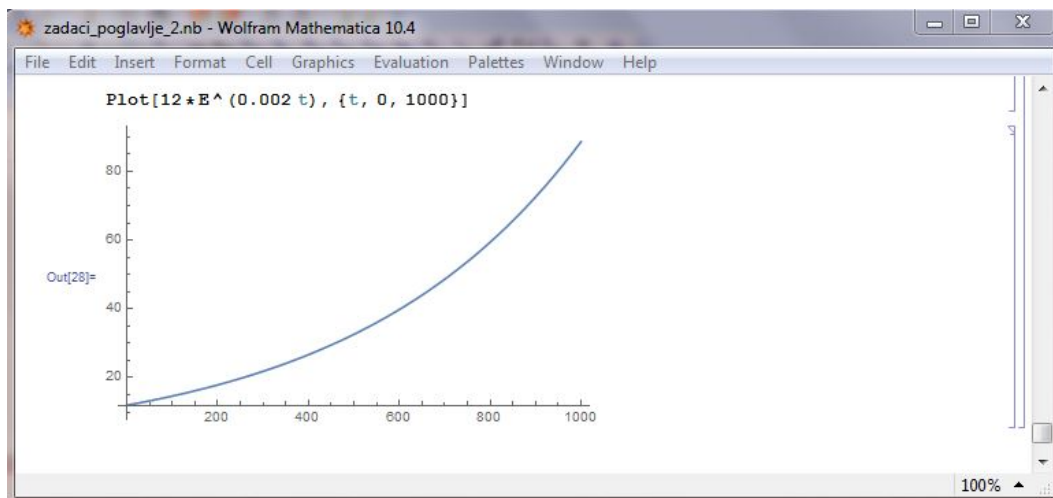 zadaci_poglavlje_2.nb - Wolfram Mathematica 10.4
File Edit Insert Format Cell Graphics Evaluation Palettes Window Help
Plot[12*E^(0.002 t), {t, 0, 1000}]
80
60
Out[28]=
40
20
200 400 600 800 1000
100%